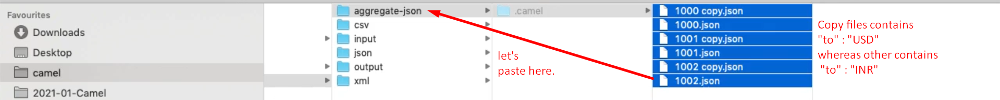 Favourites
Downloads
Desktop
camel
2021-01-Camel
aggregate-json
csv
input
json
output
xml
.camel
let's
paste here.
1000 copy.json
1000.json
1001 copy.json
1001.json
1002 copy.json
1002.json
Copy files contains
"to" : "USD"
whereas other contains
"to" : "INR"